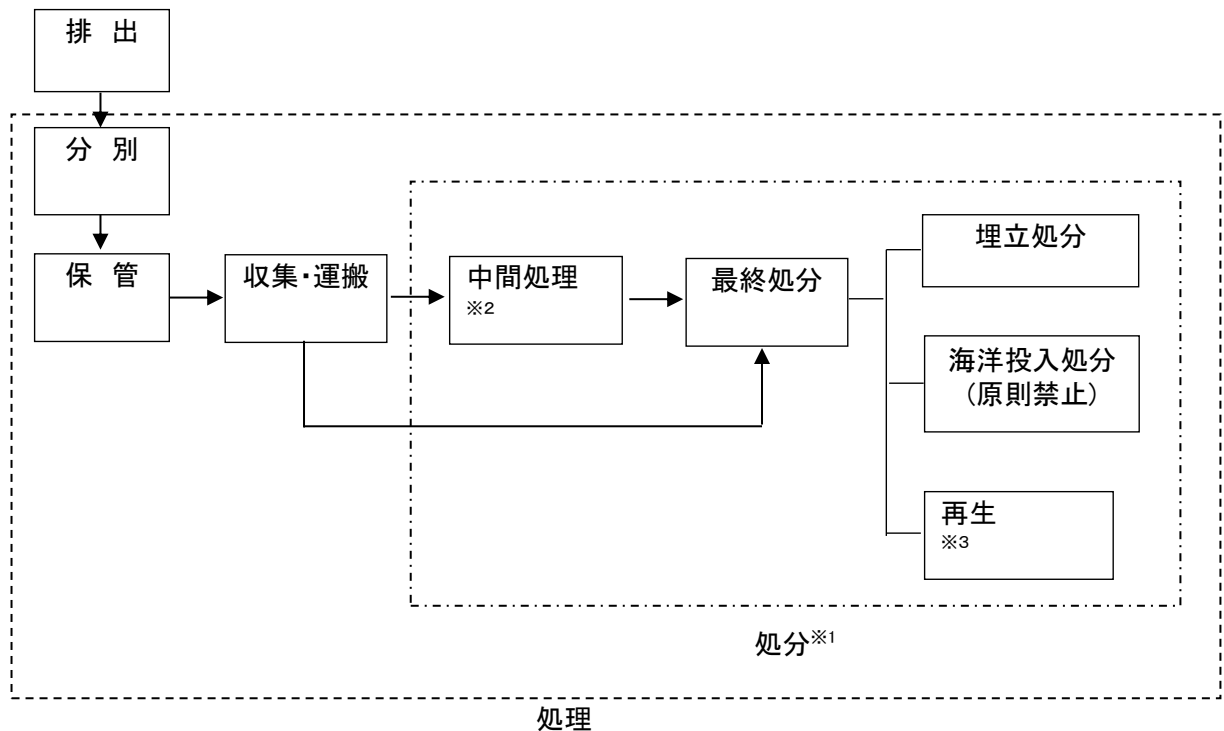 排 出
分 別
保 管
収集・運搬
中間処理
※2
最終処分
埋立処分
海洋投入処分
(原則禁止)
再生
※3
処分※1
処理